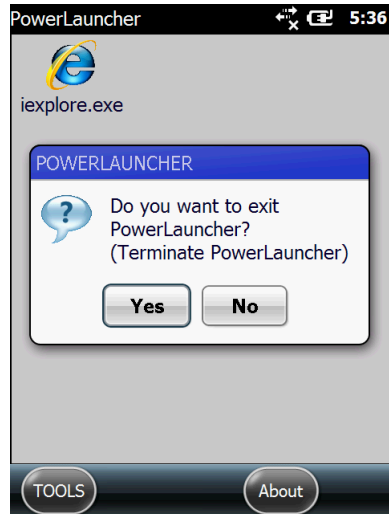 PowerLauncher 5:36
iexplore.exe
POWERLAUNCHER
?
Do you want to exit
PowerLauncher?
(Terminate PowerLauncher)
Yes No
TOOLS About